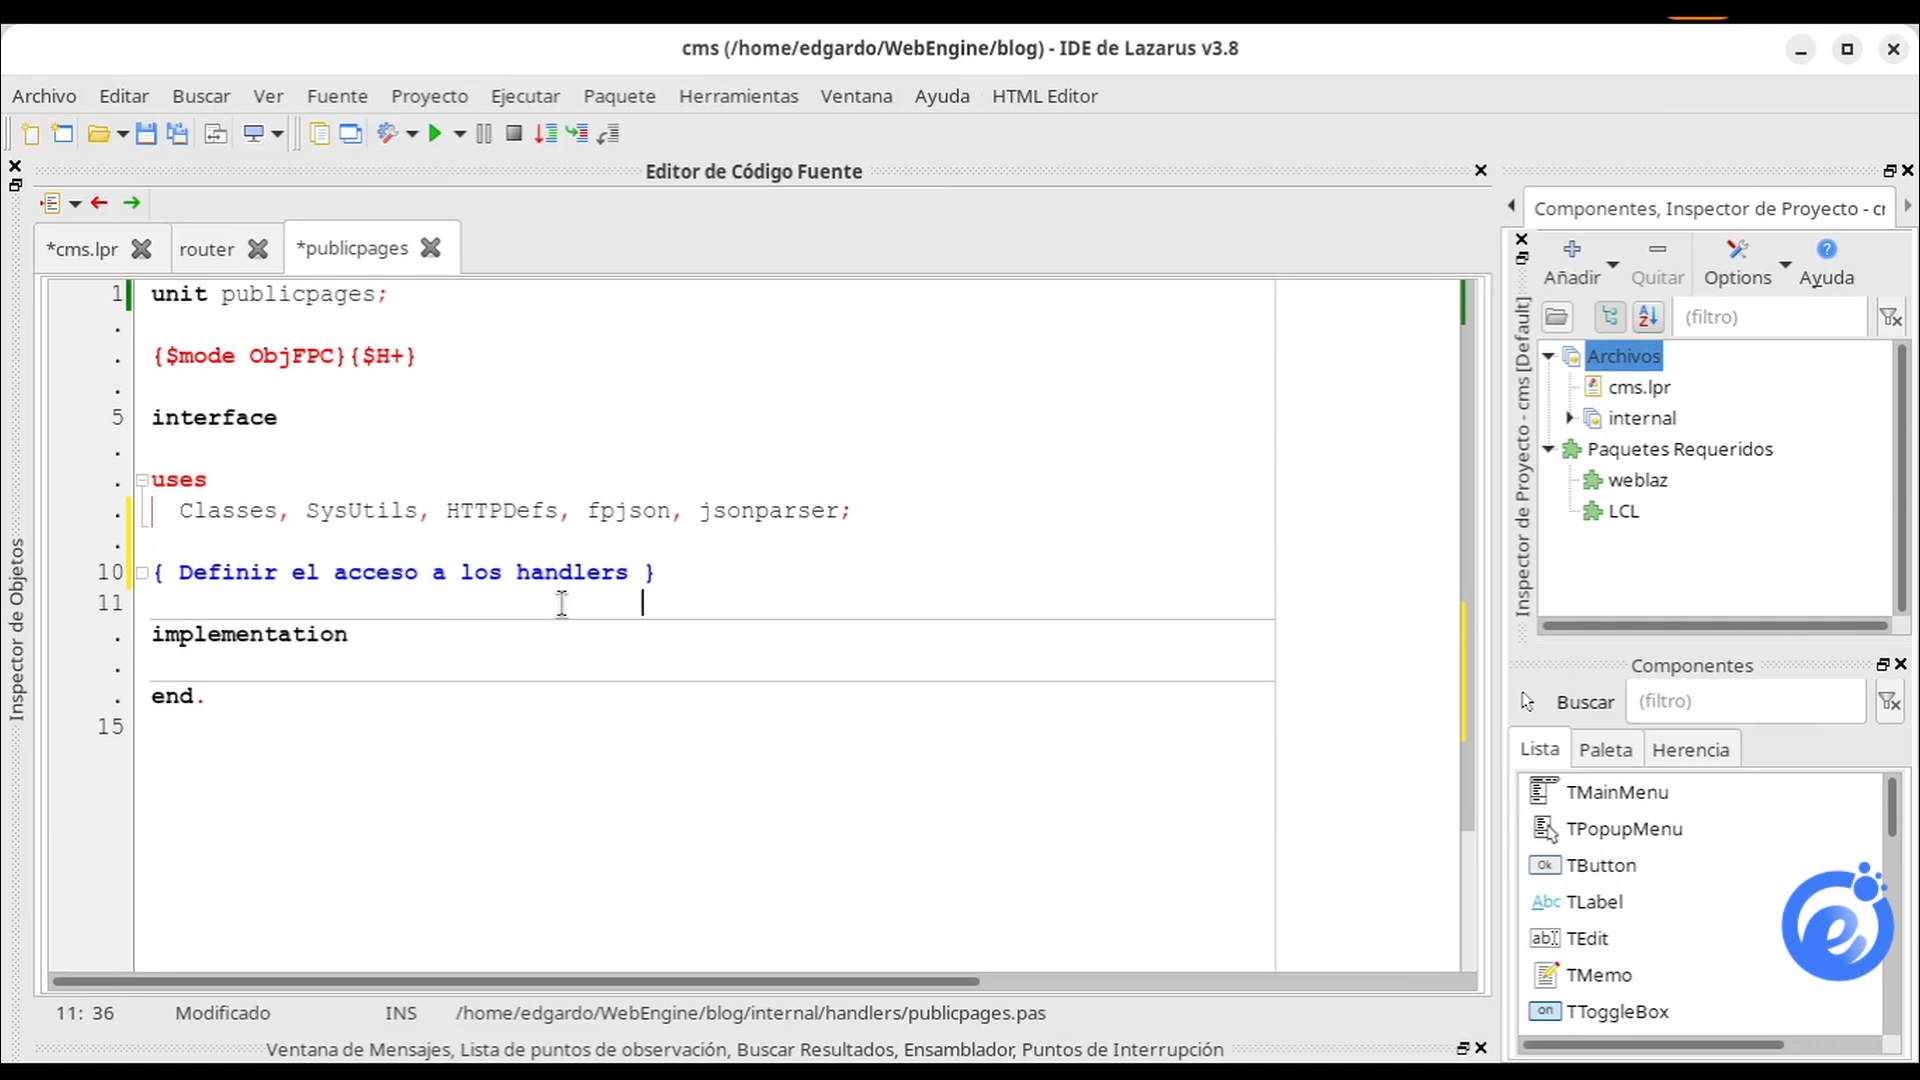 cms (/home/edgardo/WebEngine/blog) - IDE de Lazarus v3.8
Archivo Editar Buscar Ver Fuente Proyecto Ejecutar Paquete Herramientas Ventana Ayuda HTML Editor
Editor de Código Fuente
*cms.lpr router *publicpages
1 unit publicpages;
.
. {$mode ObjFPC}{$H+}
.
5 interface
.
. uses
. Classes, SysUtils, HTTPDefs, fpjson, jsonparser;
.
10 { Definir el acceso a los handlers }
11
. implementation
.
. end.
15
11: 36 Modificado INS /home/edgardo/WebEngine/blog/internal/handlers/publicpages.pas
Ventana de Mensajes, Lista de puntos de observación, Buscar Resultados, Ensamblador, Puntos de Interrupción
Inspector de Objetos
Componentes, Inspector de Proyecto - cr
Inspector de Proyecto - cms [Default]
Añadir Quitar Options Ayuda
(filtro)
Archivos
cms.lpr
internal
Paquetes Requeridos
weblaz
LCL
Componentes
Buscar (filtro)
Lista Paleta Herencia
TMainMenu
TPopupMenu
Ok TButton
Abc TLabel
ab TEdit
TMemo
on TToggleBox